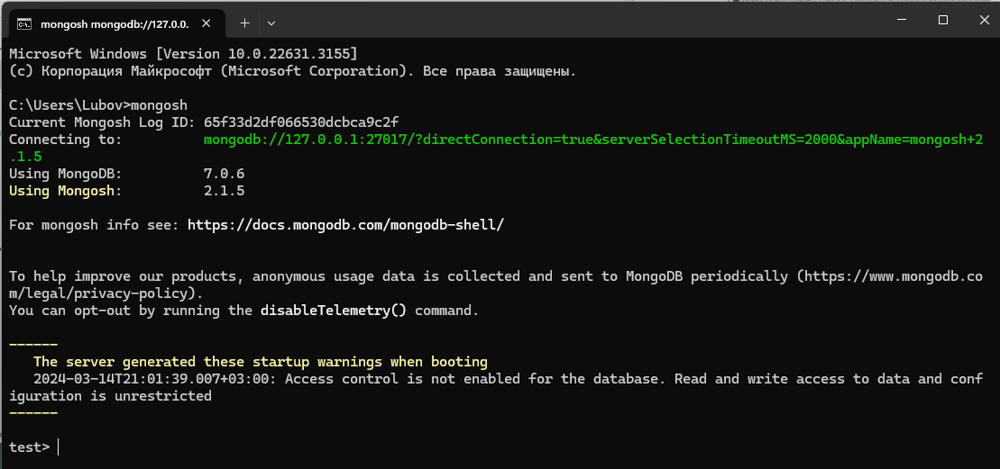 mongosh mongodb://127.0.0.
Microsoft Windows [Version 10.0.22631.3155]
(c) Корпорация Майкрософт (Microsoft Corporation). Все права защищены.
C:\Users\Lubov>mongosh
Current Mongosh Log ID: 65f33d2df066530dcbca9c2f
Connecting to: mongodb://127.0.0.1:27017/?directConnection=true&serverSelectionTimeoutMS=2000&appName=mongosh+2
.1.5
Using MongoDB: 7.0.6
Using Mongosh: 2.1.5
For mongosh info see: https://docs.mongodb.com/mongodb-shell/
To help improve our products, anonymous usage data is collected and sent to MongoDB periodically (https://www.mongodb.co
m/legal/privacy-policy).
You can opt-out by running the disableTelemetry() command.
------
The server generated these startup warnings when booting
2024-03-14T21:01:39.007+03:00: Access control is not enabled for the database. Read and write access to data and conf
iguration is unrestricted
------
test>